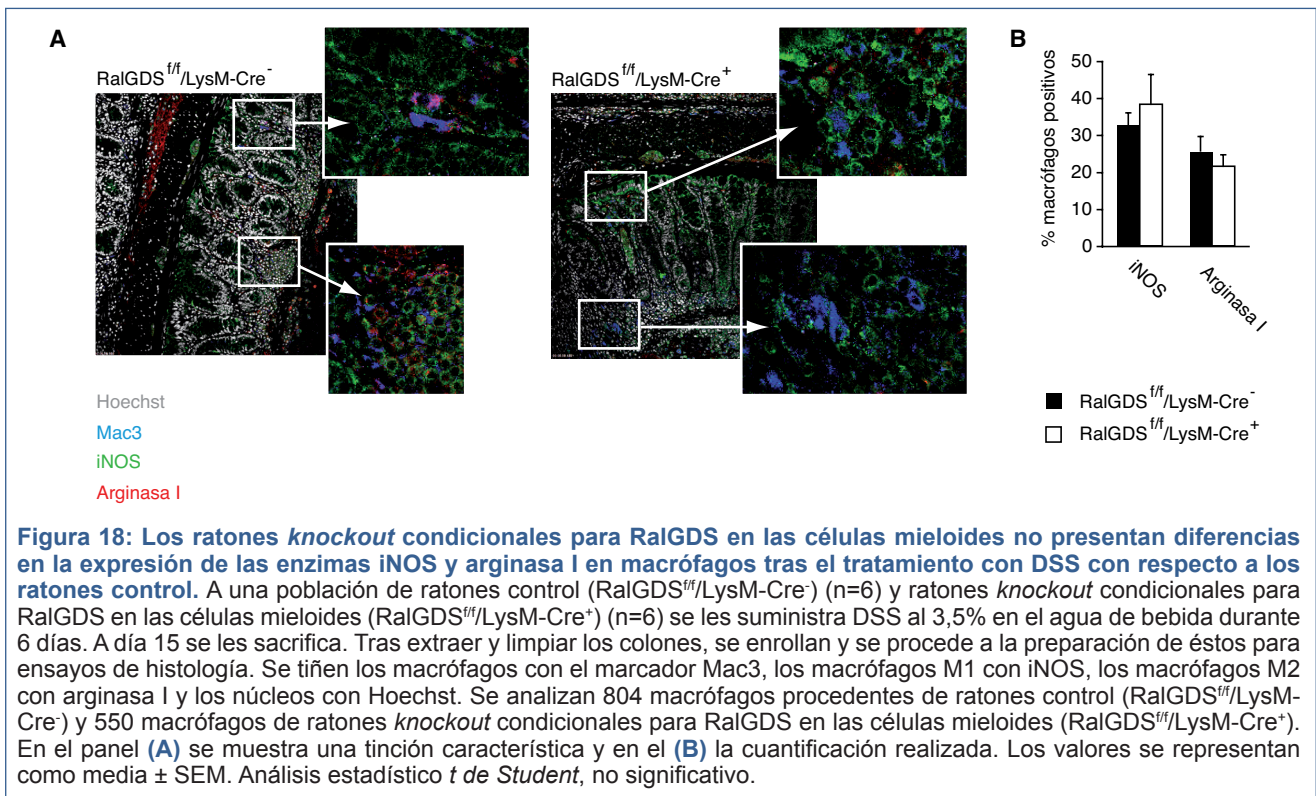 A
RalGDS^f/f/LysM-Cre^-
RalGDS^f/f/LysM-Cre^+
Hoechst
Mac3
iNOS
Arginasa I
B
% macrófagos positivos
50
40
30
20
10
0
iNOS
Arginasa I
RalGDS^f/f/LysM-Cre^-
RalGDS^f/f/LysM-Cre^+
Figura 18: Los ratones knockout condicionales para RalGDS en las células mieloides no presentan diferencias
en la expresión de las enzimas iNOS y arginasa I en macrófagos tras el tratamiento con DSS con respecto a los
ratones control. A una población de ratones control (RalGDS^f/f/LysM-Cre^-) (n=6) y ratones knockout condicionales para
RalGDS en las células mieloides (RalGDS^f/f/LysM-Cre^+) (n=6) se les suministra DSS al 3,5% en el agua de bebida durante
6 días. A día 15 se les sacrifica. Tras extraer y limpiar los colones, se enrollan y se procede a la preparación de éstos para
ensayos de histología. Se tiñen los macrófagos con el marcador Mac3, los macrófagos M1 con iNOS, los macrófagos M2
con arginasa I y los núcleos con Hoechst. Se analizan 804 macrófagos procedentes de ratones control (RalGDS^f/f/LysM-
Cre^-) y 550 macrófagos de ratones knockout condicionales para RalGDS en las células mieloides (RalGDS^f/f/LysM-Cre^+).
En el panel (A) se muestra una tinción característica y en el (B) la cuantificación realizada. Los valores se representan
como media ± SEM. Análisis estadístico t de Student, no significativo.